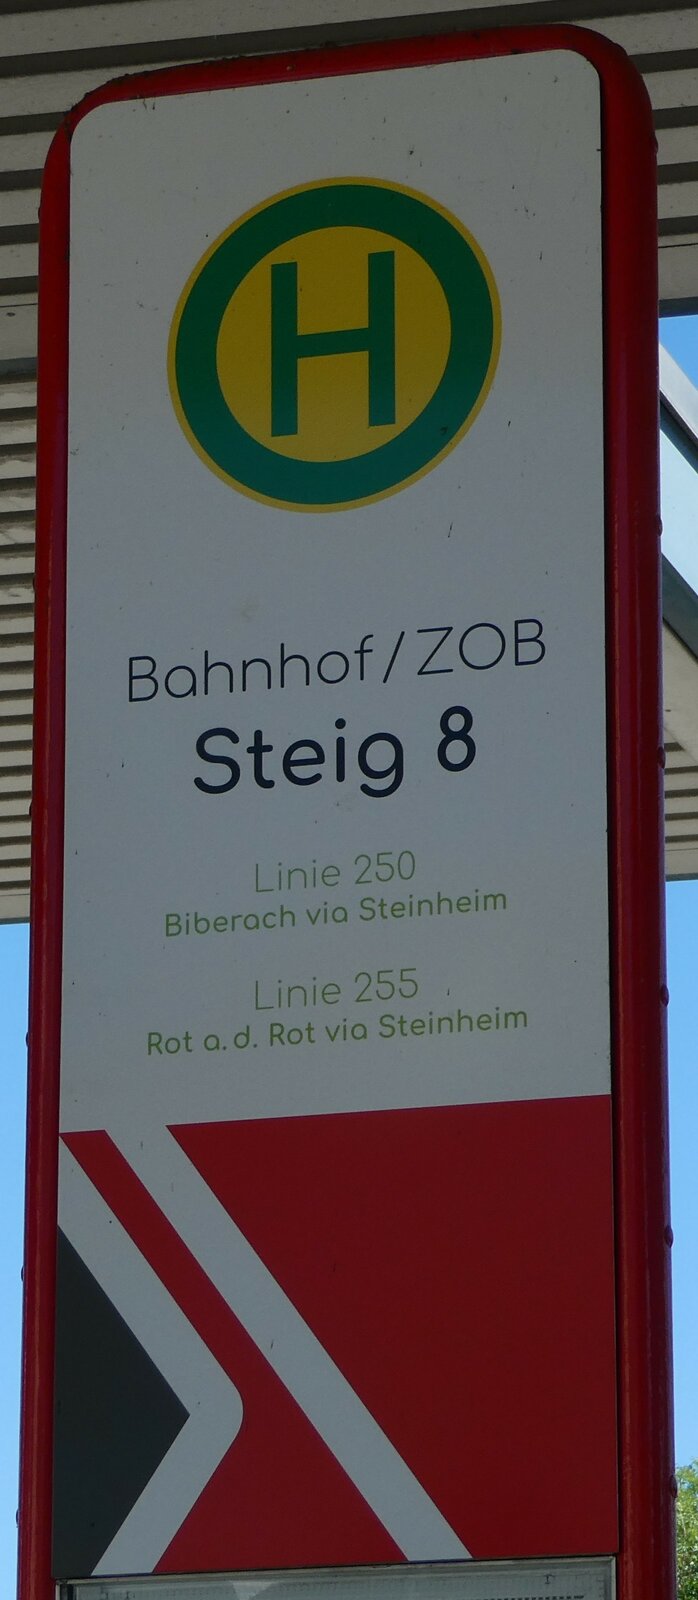 H
Bahnhof/ZOB
Steig 8
Linie 250
Biberach via Steinheim
Linie 255
Rot a.d. Rot via Steinheim